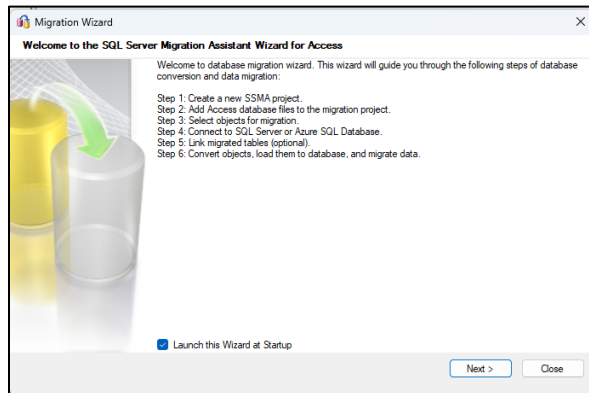 Migration Wizard
Welcome to the SQL Server Migration Assistant Wizard for Access
Welcome to database migration wizard. This wizard will guide you through the following steps of database
conversion and data migration:
Step 1: Create a new SSMA project.
Step 2: Add Access database files to the migration project.
Step 3: Select objects for migration.
Step 4: Connect to SQL Server or Azure SQL Database.
Step 5: Link migrated tables (optional).
Step 6: Convert objects, load them to database, and migrate data.
Launch this Wizard at Startup
Next > Close